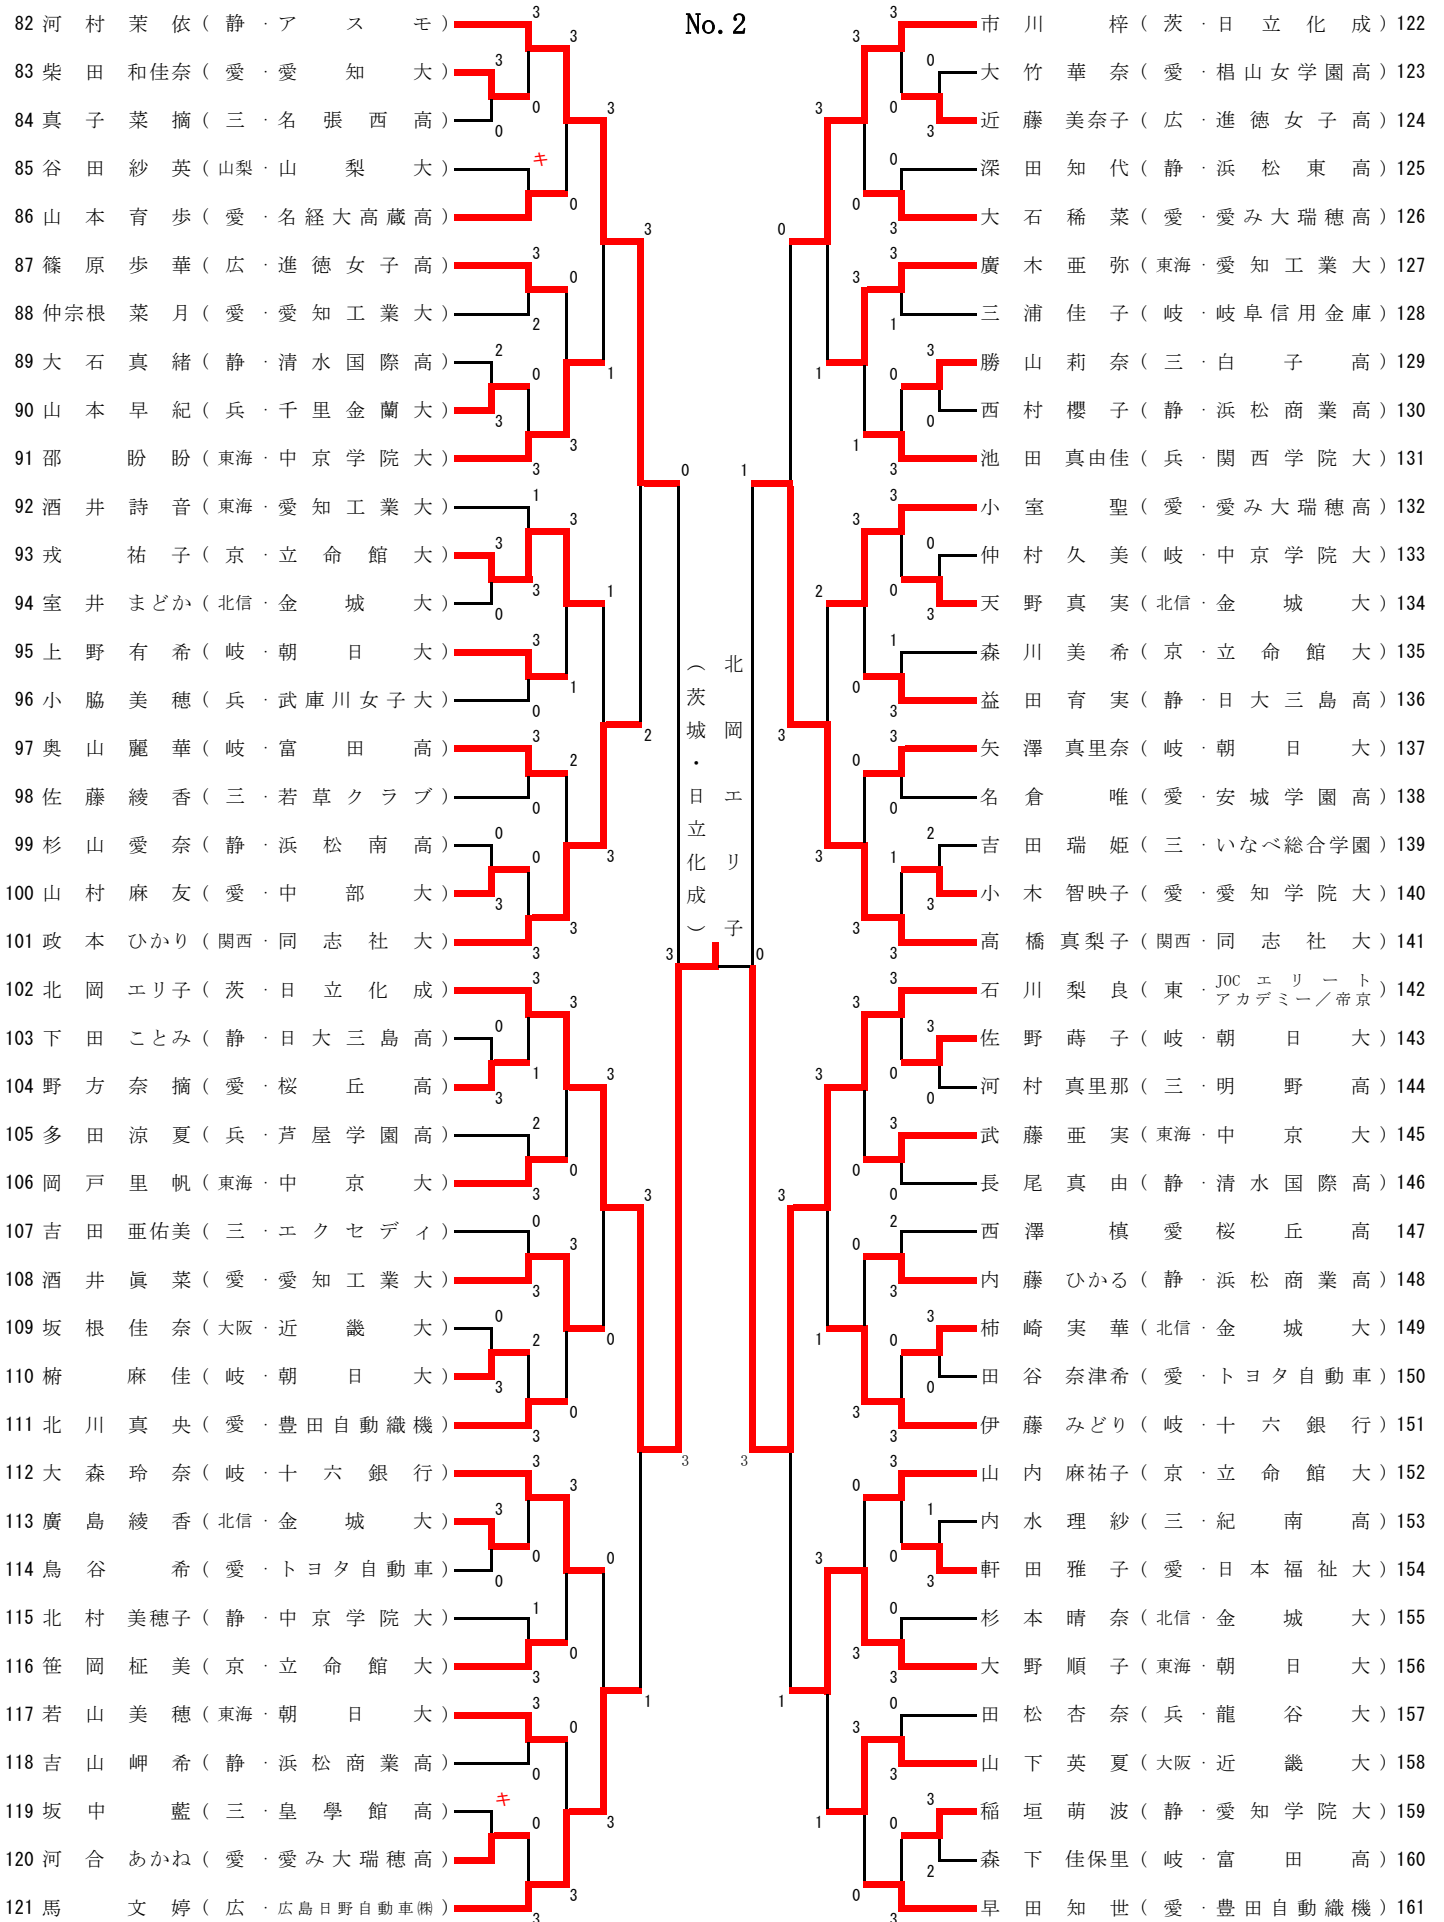 No. 2
82 河村 茉依 (静・アスモ)
83 柴田 和佳奈 (愛・愛知大)
84 真子 菜摘 (三・名張西高)
85 谷田 紗英 (山梨・山梨大)
86 山本 育歩 (愛・名経大高蔵高)
87 篠原 歩華 (広・進徳女子高)
88 仲宗根 菜月 (愛・愛知工業大)
89 大石 真緒 (静・清水国際高)
90 山本 早紀 (兵・千里金蘭大)
91 邵 盼盼 (東海・中京学院大)
92 酒井 詩音 (東海・愛知工業大)
93 戎 祐子 (京・立命館大)
94 室井 まどか (北信・金城大)
95 上野 有希 (岐・朝日大)
96 小脇 美穂 (兵・武庫川女子大)
97 奥山 麗華 (岐・富田高)
98 佐藤 綾香 (三・若草クラブ)
99 杉山 愛奈 (静・浜松南高)
100 山村 麻友 (愛・中部大)
101 政本 ひかり (関西・同志社大)
102 北岡 エリ子 (茨・日立化成)
103 下田 ことみ (静・日大三島高)
104 野方 奈摘 (愛・桜丘高)
105 多田 涼夏 (兵・芦屋学園高)
106 岡戸 里帆 (東海・中京大)
107 吉田 亜佑美 (三・エクセディ)
108 酒井 眞菜 (愛・愛知工業大)
109 坂根 佳奈 (大阪・近畿大)
110 椨 麻佳 (岐・朝日大)
111 北川 真央 (愛・豊田自動織機)
112 大森 玲奈 (岐・十六銀行)
113 廣島 綾香 (北信・金城大)
114 鳥谷 希 (愛・トヨタ自動車)
115 北村 美穂子 (静・中京学院大)
116 笹岡 柾美 (京・立命館大)
117 若山 美穂 (東海・朝日大)
118 吉山 岬希 (静・浜松商業高)
119 坂中 藍 (三・皇學館高)
120 河合 あかね (愛・愛み大瑞穂高)
121 馬 文婷 (広・広島日野自動車㈱)
キ
キ
北岡 エリ子
(茨城・日立化成)
市川 梓 (茨・日立化成) 122
大竹 華奈 (愛・椙山女学園高) 123
近藤 美奈子 (広・進徳女子高) 124
深田 知代 (静・浜松東高) 125
大石 稀菜 (愛・愛み大瑞穂高) 126
廣木 亜弥 (東海・愛知工業大) 127
三浦 佳子 (岐・岐阜信用金庫) 128
勝山 莉奈 (三・白子高) 129
西村 櫻子 (静・浜松商業高) 130
池田 真由佳 (兵・関西学院大) 131
小室 聖 (愛・愛み大瑞穂高) 132
仲村 久美 (岐・中京学院大) 133
天野 真実 (北信・金城大) 134
森川 美希 (京・立命館大) 135
益田 育実 (静・日大三島高) 136
矢澤 真里奈 (岐・朝日大) 137
名倉 唯 (愛・安城学園高) 138
吉田 瑞姫 (三・いなべ総合学園) 139
小木 智映子 (愛・愛知学院大) 140
高橋 真梨子 (関西・同志社大) 141
石川 梨良 (東・JOCエリートアカデミー／帝京) 142
佐野 蒔子 (岐・朝日大) 143
河村 真里那 (三・明野高) 144
武藤 亜実 (東海・中京大) 145
長尾 真由 (静・清水国際高) 146
西澤 槙 愛 桜丘高 147
内藤 ひかる (静・浜松商業高) 148
柿崎 実華 (北信・金城大) 149
田谷 奈津希 (愛・トヨタ自動車) 150
伊藤 みどり (岐・十六銀行) 151
山内 麻祐子 (京・立命館大) 152
内水 理紗 (三・紀南高) 153
軒田 雅子 (愛・日本福祉大) 154
杉本 晴奈 (北信・金城大) 155
大野 順子 (東海・朝日大) 156
田松 杏奈 (兵・龍谷大) 157
山下 英夏 (大阪・近畿大) 158
稲垣 萌波 (静・愛知学院大) 159
森下 佳保里 (岐・富田高) 160
早田 知世 (愛・豊田自動織機) 161